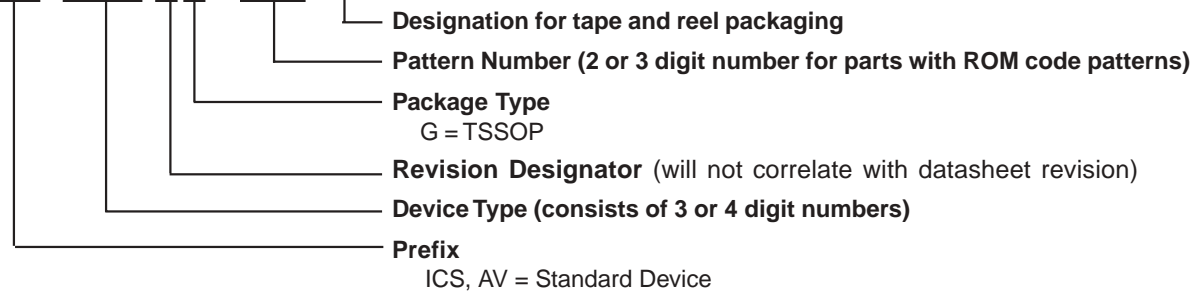 Designation for tape and reel packaging
Pattern Number (2 or 3 digit number for parts with ROM code patterns)
Package Type
G = TSSOP
Revision Designator (will not correlate with datasheet revision)
Device Type (consists of 3 or 4 digit numbers)
Prefix
ICS, AV = Standard Device